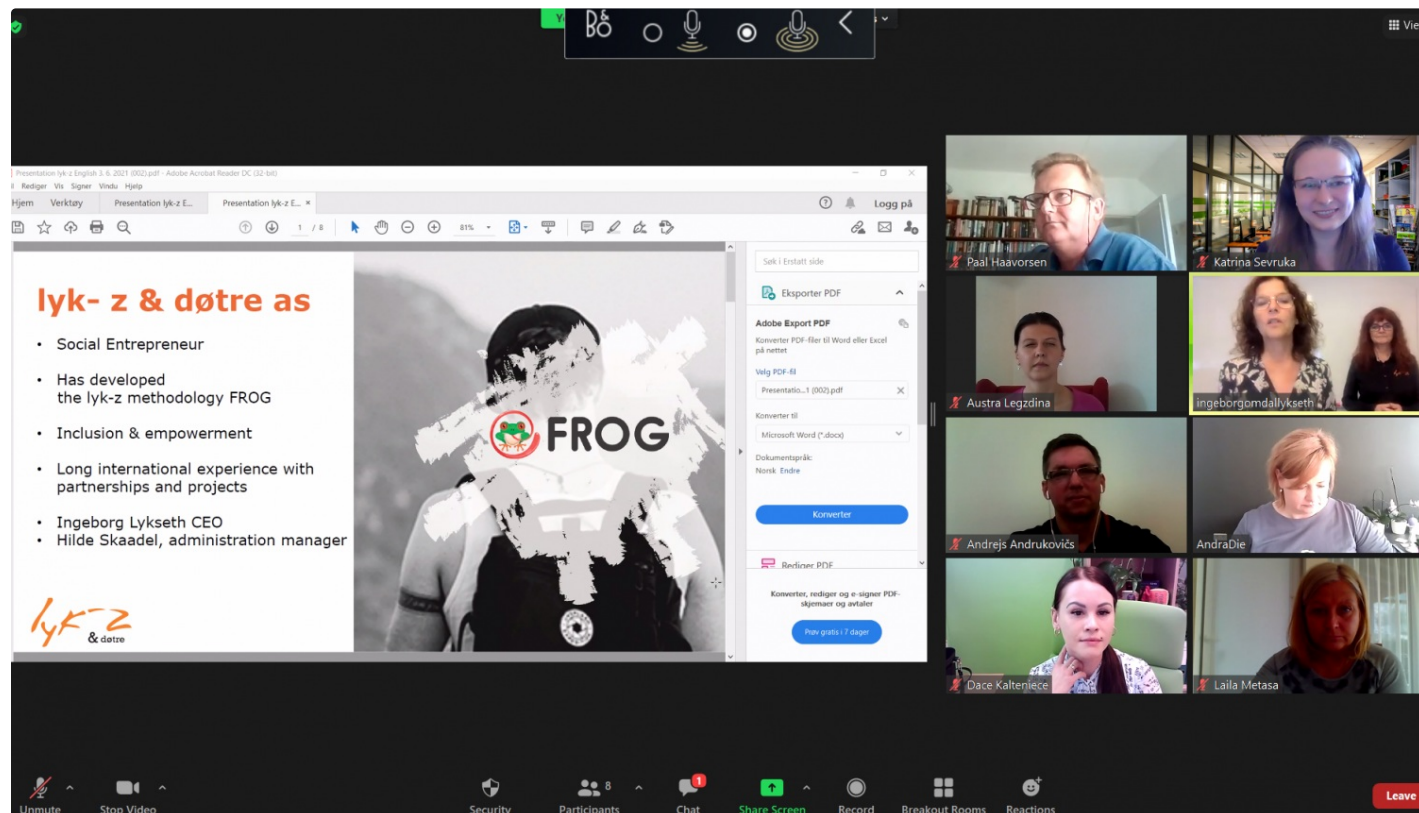 B&O
View
Presentation lyk-z English 3. 6. 2021 (002).pdf - Adobe Acrobat Reader DC (32-bit)
Rediger Vis Signer Vindu Hjelp
Hjem Verktøy Presentation lyk-z E... Presentation lyk-z E... ×
Logg på
1 / 8
81%
lyk- z & døtre as
• Social Entrepreneur
• Has developed
the lyk-z methodology FROG
• Inclusion & empowerment
• Long international experience with
partnerships and projects
• Ingeborg Lykseth CEO
• Hilde Skaadel, administration manager
lyk-z
& døtre
FROG
Søk i Erstatt side
Eksporter PDF
Adobe Export PDF
Konverter PDF-filer til Word eller Excel
på nettet
Velg PDF-fil
Presentatio...1 (002).pdf
Konverter til
Microsoft Word (*.docx)
Dokumentspråk:
Norsk Endre
Konverter
Rediger PDF
Konverter, rediger og e-signer PDF-
skjemaer og avtaler
Prøv gratis i 7 dager
Paal Haavorsen
Katrina Sevruka
Austra Legzdina
ingeborgomdallykseth
Andrejs Andrukovičs
AndraDie
Dace Kalteniece
Laila Metasa
Unmute
Stop Video
Security
Participants
8
Chat
1
Share Screen
Record
Breakout Rooms
Reactions
Leave